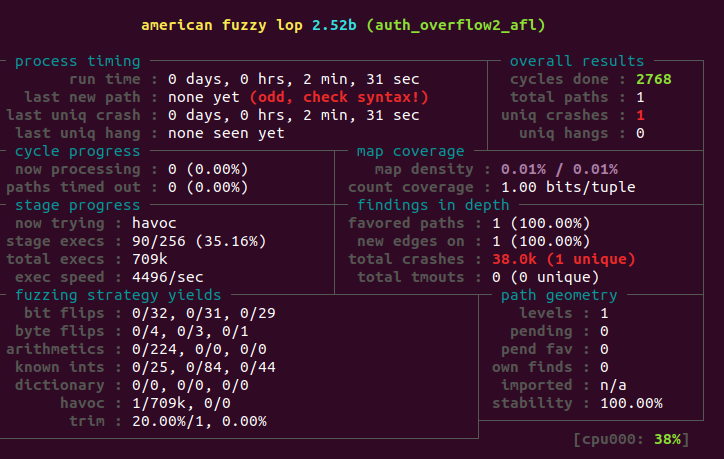 american fuzzy lop 2.52b (auth_overflow2_afl)
process timing overall results
run time : 0 days, 0 hrs, 2 min, 31 sec cycles done : 2768
last new path : none yet (odd, check syntax!) total paths : 1
last uniq crash : 0 days, 0 hrs, 2 min, 31 sec uniq crashes : 1
last uniq hang : none seen yet uniq hangs : 0
cycle progress map coverage
now processing : 0 (0.00%) map density : 0.01% / 0.01%
paths timed out : 0 (0.00%) count coverage : 1.00 bits/tuple
stage progress findings in depth
now trying : havoc favored paths : 1 (100.00%)
stage execs : 90/256 (35.16%) new edges on : 1 (100.00%)
total execs : 709k total crashes : 38.0k (1 unique)
exec speed : 4496/sec total tmouts : 0 (0 unique)
fuzzing strategy yields path geometry
bit flips : 0/32, 0/31, 0/29 levels : 1
byte flips : 0/4, 0/3, 0/1 pending : 0
arithmetics : 0/224, 0/0, 0/0 pend fav : 0
known ints : 0/25, 0/84, 0/44 own finds : 0
dictionary : 0/0, 0/0, 0/0 imported : n/a
havoc : 1/709k, 0/0 stability : 100.00%
trim : 20.00%/1, 0.00%
[cpu000: 38%]